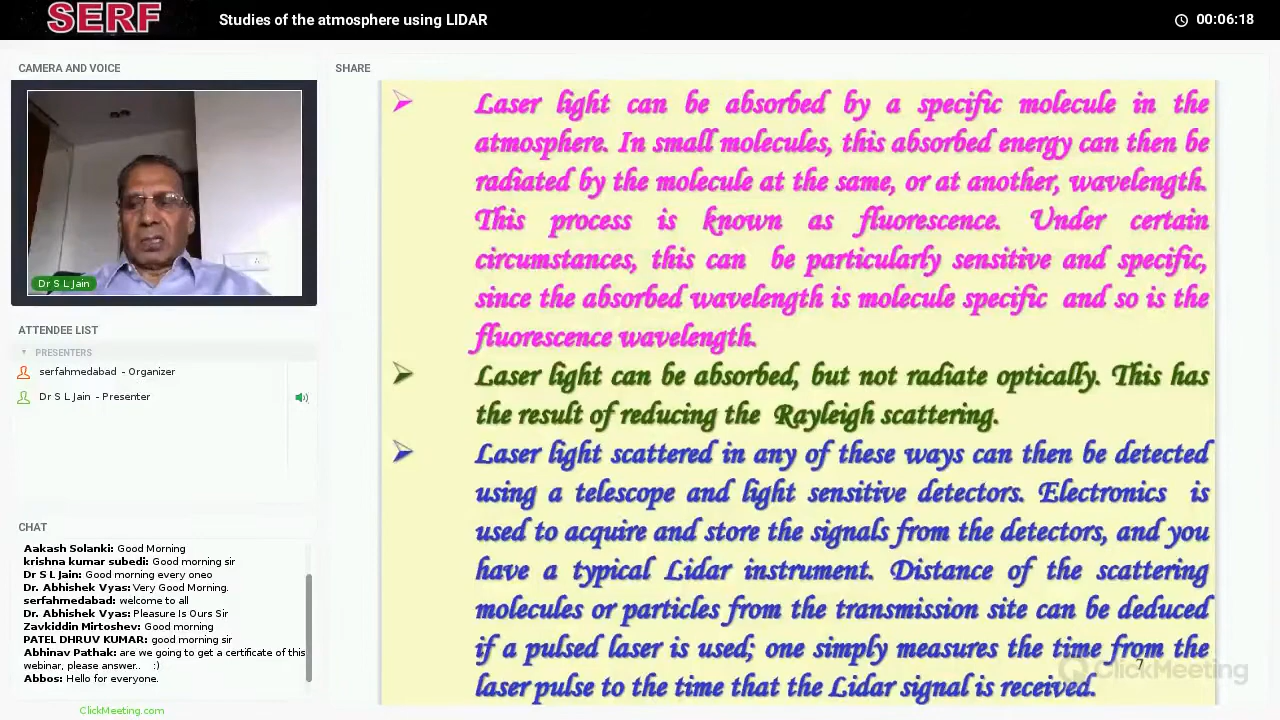 SERF
Studies of the atmosphere using LIDAR
00:06:18
CAMERA AND VOICE
SHARE
Dr S L Jain
ATTENDEE LIST
PRESENTERS
serfahmedabad - Organizer
Dr S L Jain - Presenter
CHAT
Aakash Solanki: Good Morning
krishna kumar subedi: Good morning sir
Dr S L Jain: Good morning every oneo
Dr. Abhishek Vyas: Very Good Morning.
serfahmedabad: welcome to all
Dr. Abhishek Vyas: Pleasure Is Ours Sir
Zavkiddin Mirtoshev: Good morning
PATEL DHRUV KUMAR: good morning sir
Abhinav Pathak: are we going to get a certificate of this
webinar, please answer.. :)
Abbos: Hello for everyone.
ClickMeeting.com
Laser light can be absorbed by a specific molecule in the
atmosphere. In small molecules, this absorbed energy can then be
radiated by the molecule at the same, or at another, wavelength.
This process is known as fluorescence. Under certain
circumstances, this can be particularly sensitive and specific,
since the absorbed wavelength is molecule specific and so is the
fluorescence wavelength.
Laser light can be absorbed, but not radiate optically. This has
the result of reducing the Rayleigh scattering.
Laser light scattered in any of these ways can then be detected
using a telescope and light sensitive detectors. Electronics is
used to acquire and store the signals from the detectors, and you
have a typical Lidar instrument. Distance of the scattering
molecules or particles from the transmission site can be deduced
if a pulsed laser is used; one simply measures the time from the
laser pulse to the time that the Lidar signal is received.
7
ClickMeeting